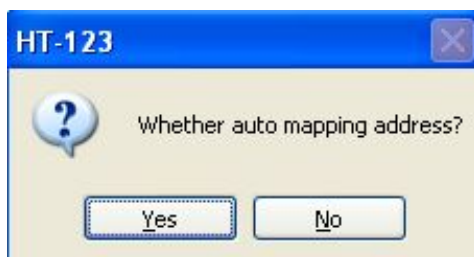 HT-123
Whether auto mapping address?
Yes
No